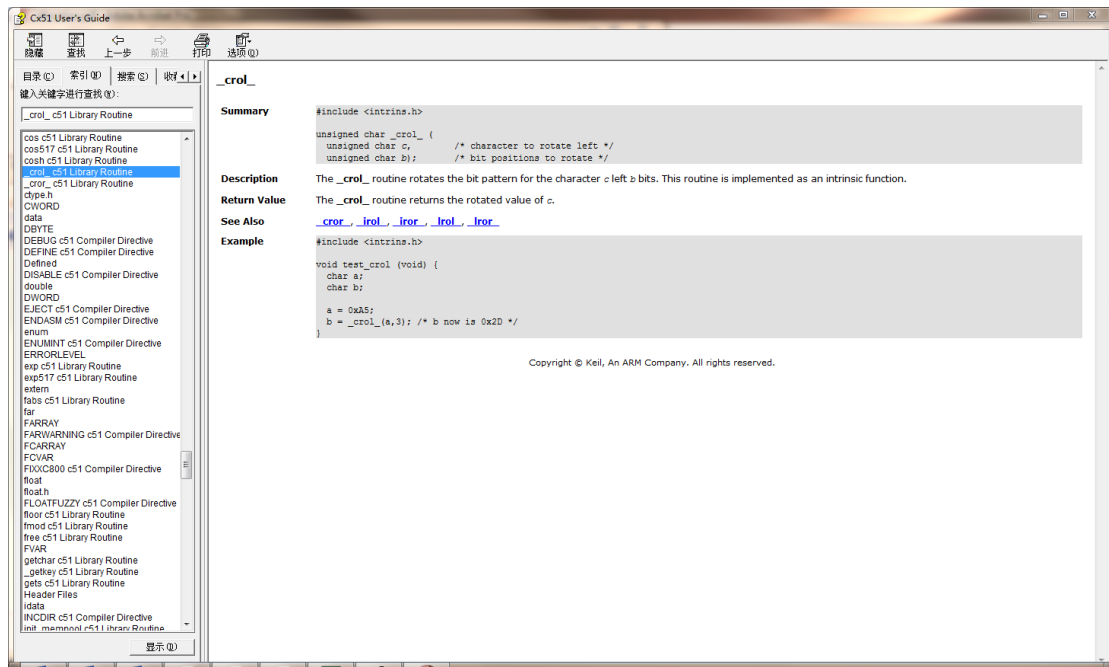 Cx51 User's Guide
隐藏 查找 上一步 前进 打印 选项(O)
目录(C) 索引(N) 搜索(S)
键入关键字进行查找(W):
_crol_ c51 Library Routine
cos c51 Library Routine
cos517 c51 Library Routine
cosh c51 Library Routine
_crol_ c51 Library Routine
_cror_ c51 Library Routine
ctype.h
CWORD
data
DBYTE
DEBUG c51 Compiler Directive
DEFINE c51 Compiler Directive
Defined
DISABLE c51 Compiler Directive
double
DWORD
EJECT c51 Compiler Directive
ENDASM c51 Compiler Directive
enum
ENUMINT c51 Compiler Directive
ERRORLEVEL
exp c51 Library Routine
exp517 c51 Library Routine
extern
fabs c51 Library Routine
far
FARRAY
FARWARNING c51 Compiler Directive
FCARRAY
FCVAR
FIXXC800 c51 Compiler Directive
float
float.h
FLOATFUZZY c51 Compiler Directive
floor c51 Library Routine
fmod c51 Library Routine
free c51 Library Routine
FVAR
getchar c51 Library Routine
_getkey c51 Library Routine
gets c51 Library Routine
Header Files
idata
INCDIR c51 Compiler Directive
init_mempool c51 Library Routine
显示(D)
_crol_
Summary
#include <intrins.h>
unsigned char _crol_ (
unsigned char c, /* character to rotate left */
unsigned char b); /* bit positions to rotate */
Description The _crol_ routine rotates the bit pattern for the character c left b bits. This routine is implemented as an intrinsic function.
Return Value The _crol_ routine returns the rotated value of c.
See Also _cror_, _irol_, _iror_, _lrol_, _lror_
Example
#include <intrins.h>
void test_crol (void) {
char a;
char b;
a = 0xA5;
b = _crol_(a,3); /* b now is 0x2D */
}
Copyright © Keil, An ARM Company. All rights reserved.